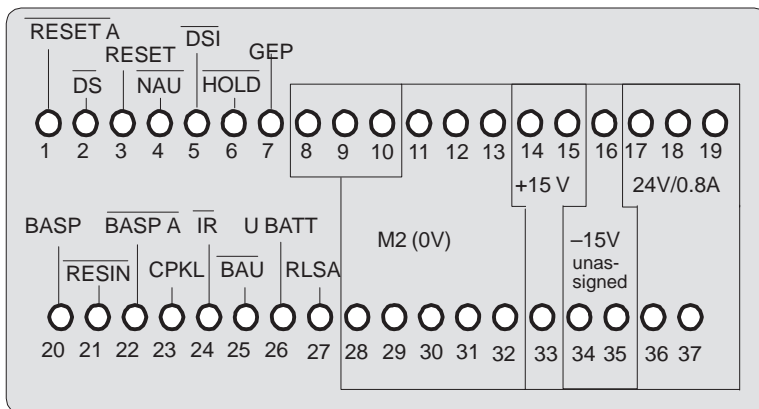 RESET A
RESET
DSI
GEP
DS
NAU
HOLD
1 2 3 4 5 6 7 8 9 10 11 12 13 14 15 16 17 18 19
+15 V
24V/0.8A
BASP
BASP A
IR
U BATT
M2 (0V)
–15V
unas-
signed
RESIN
CPKL
BAU
RLSA
20 21 22 23 24 25 26 27 28 29 30 31 32 33 34 35 36 37